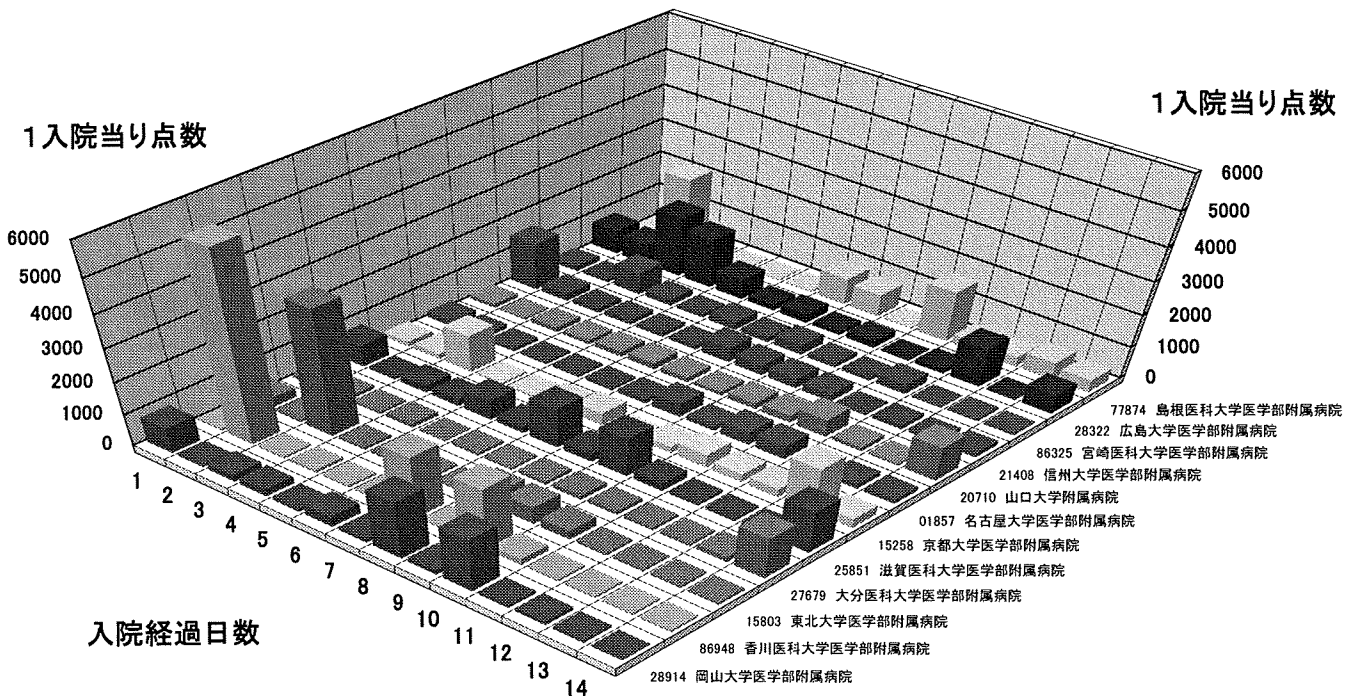 1入院当り点数
1入院当り点数
6000
5000
4000
3000
2000
1000
0
6000
5000
4000
3000
2000
1000
0
1
2
3
4
5
6
7
8
9
10
11
12
13
14
入院経過日数
77874 島根医科大学医学部附属病院
28322 広島大学医学部附属病院
86325 宮崎医科大学医学部附属病院
21408 信州大学医学部附属病院
20710 山口大学附属病院
01857 名古屋大学医学部附属病院
15258 京都大学医学部附属病院
25851 滋賀医科大学医学部附属病院
27679 大分医科大学医学部附属病院
15803 東北大学医学部附属病院
86948 香川医科大学医学部附属病院
28914 岡山大学医学部附属病院